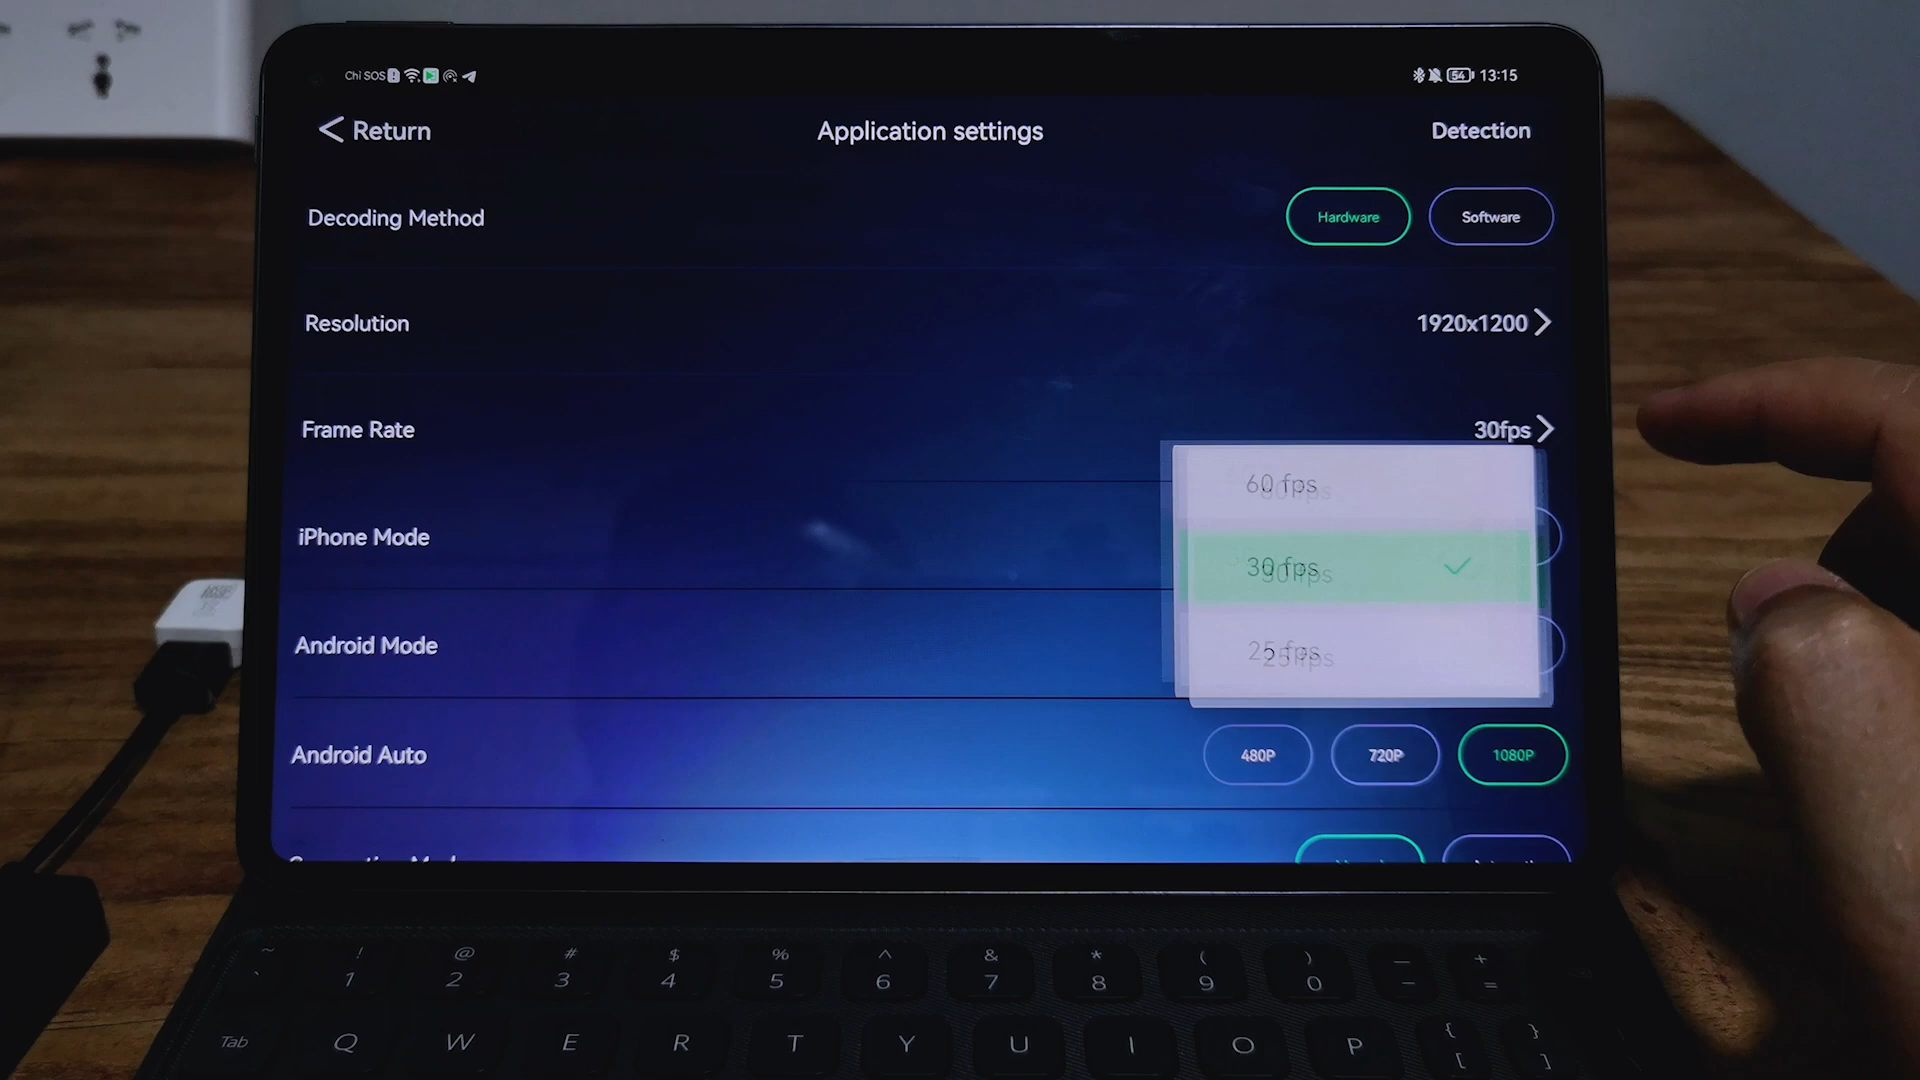 Chỉ SOS 54 13:15
< Return Application settings Detection
Decoding Method Hardware Software
Resolution 1920x1200 >
Frame Rate 30fps >
60 fps
iPhone Mode
30 fps
Android Mode
25 fps
Android Auto 480P 720P 1080P
~ ! @ # $ % ^ & * ( ) — +
` 1 2 3 4 5 6 7 8 9 0 - =
Tab Q W E R T Y U I O P { [ } ]